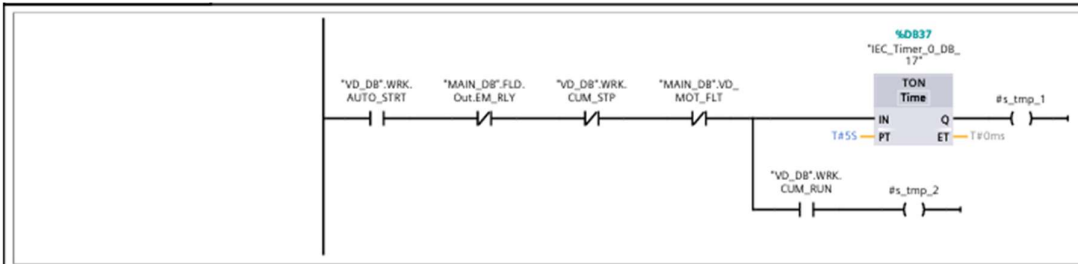 %DB37
"IEC_Timer_0_DB_
17"
"VD_DB".WRK.
AUTO_STRT
"MAIN_DB".FLD.
Out.EM_RLY
"VD_DB".WRK.
CUM_STP
"MAIN_DB".VD_
MOT_FLT
TON
Time
#s_tmp_1
IN
Q
T#5S
PT
ET
T#0ms
"VD_DB".WRK.
CUM_RUN
#s_tmp_2